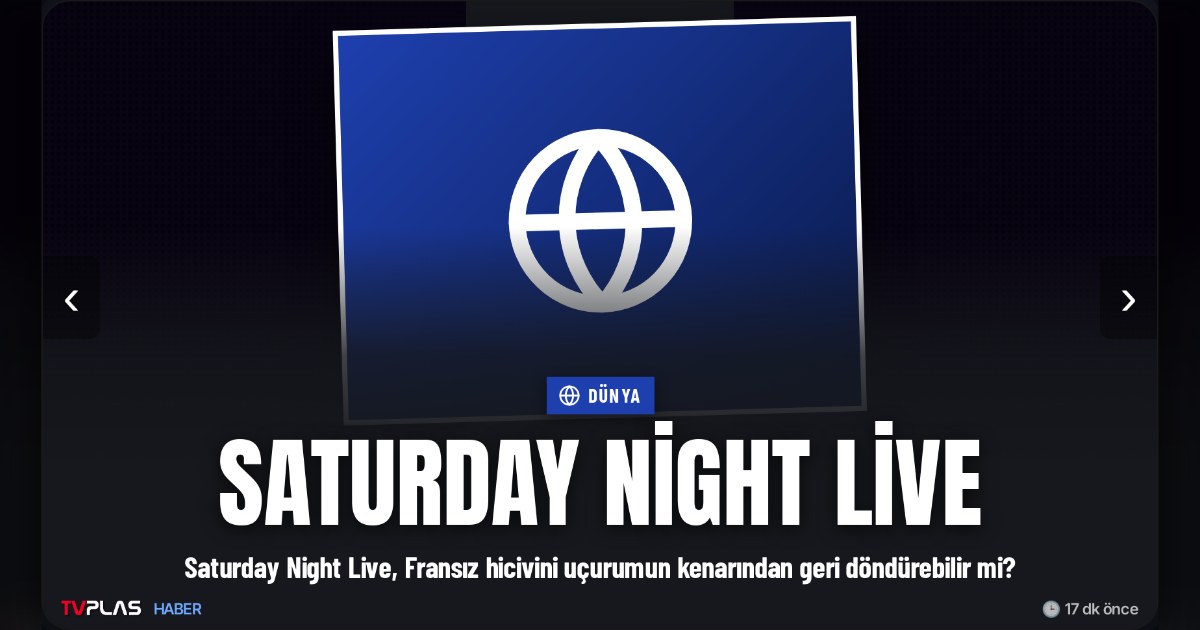 DÜNYA
SATURDAY NİGHT LİVE
Saturday Night Live, Fransız hicivini uçurumun kenarından geri döndürebilir mi?
TVPLAS HABER
17 dk önce